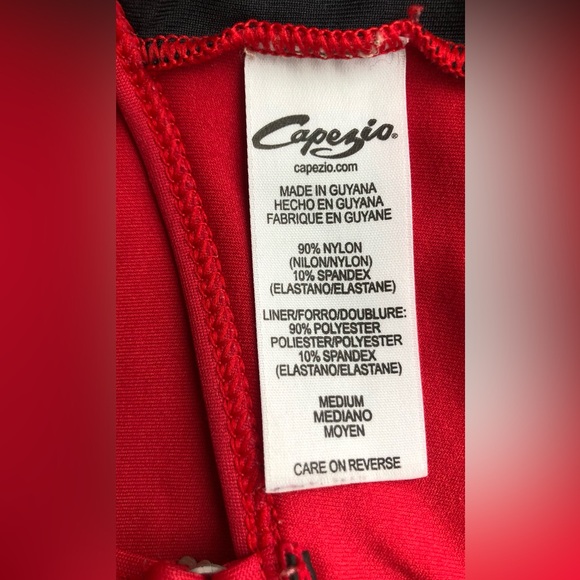 Capezio®
capezio.com
MADE IN GUYANA
HECHO EN GUYANA
FABRIQUE EN GUYANE
90% NYLON
(NILON/NYLON)
10% SPANDEX
(ELASTANO/ELASTANE)
LINER/FORRO/DOUBLURE:
90% POLYESTER
POLIESTER/POLYESTER
10% SPANDEX
(ELASTANO/ELASTANE)
MEDIUM
MEDIANO
MOYEN
CARE ON REVERSE